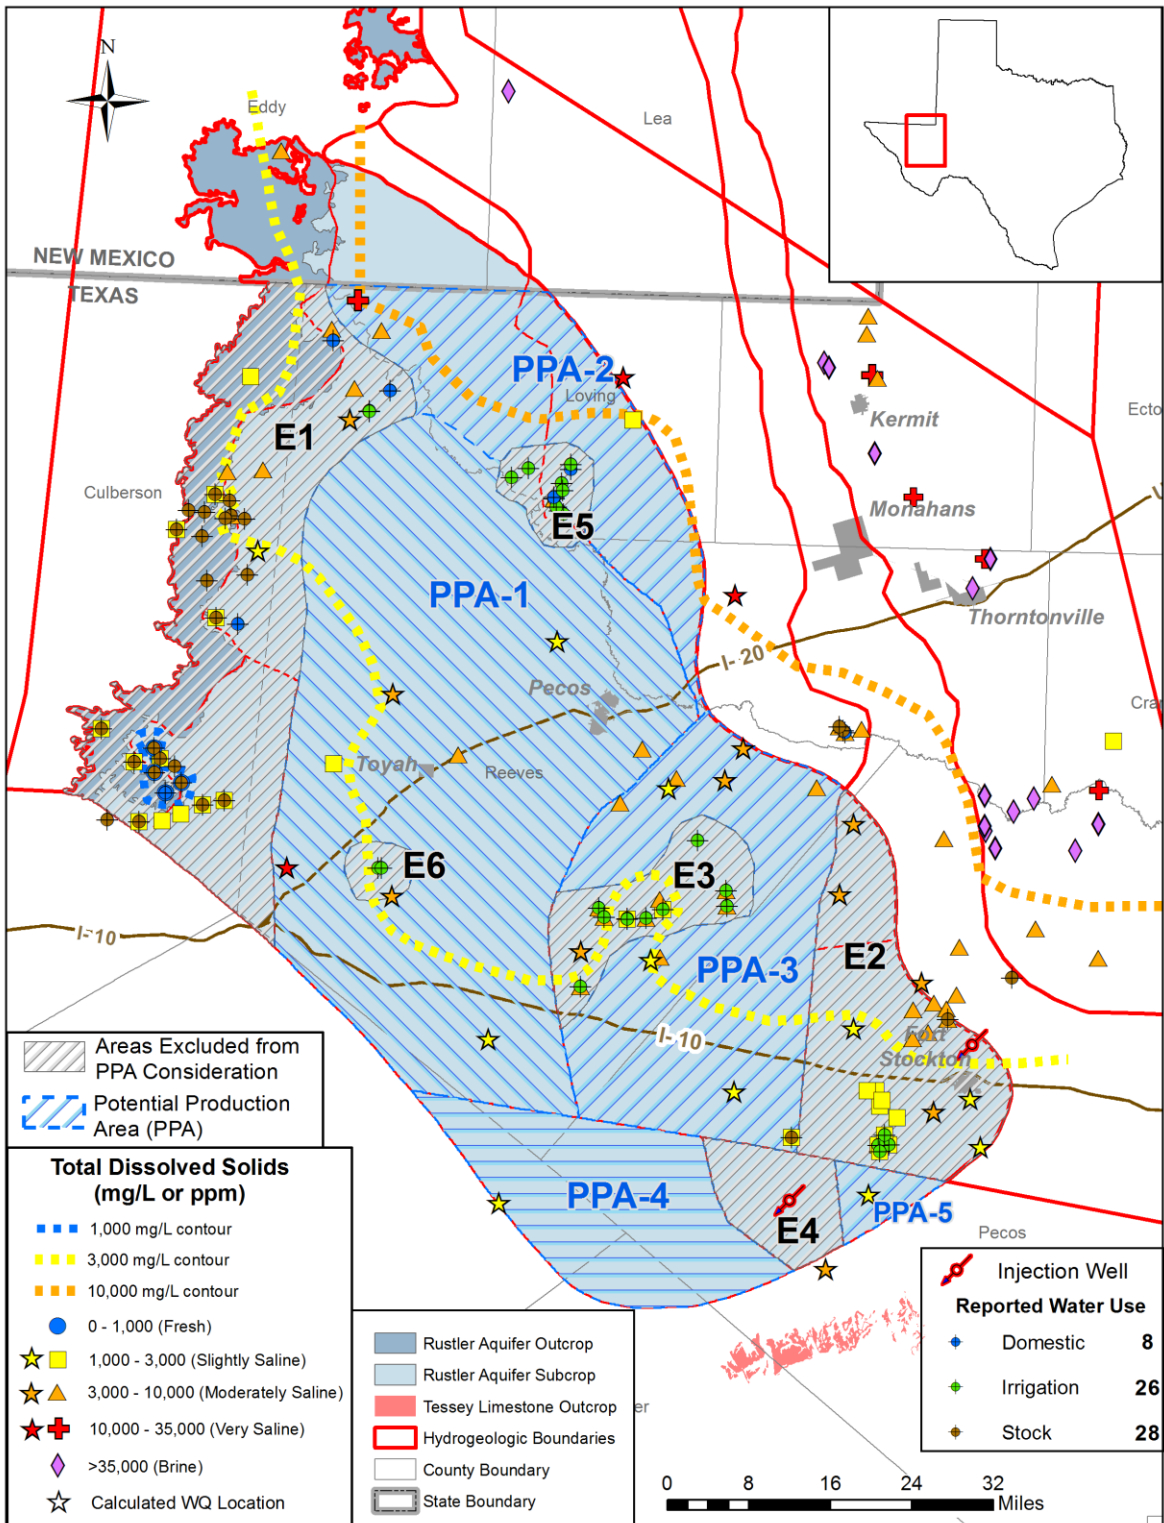 N
Eddy
Lea
NEW MEXICO
TEXAS
PPA-2
Loving
Kermit
E1
Culberson
E5
Monahans
PPA-1
Thorntonville
I-20
Pecos
Toyah
Reeves
E6
E3
I-10
PPA-3
E2
I-10
Fort
Stockton
PPA-4
E4
PPA-5
Pecos
Areas Excluded from
PPA Consideration
Potential Production
Area (PPA)
Total Dissolved Solids
(mg/L or ppm)
1,000 mg/L contour
3,000 mg/L contour
10,000 mg/L contour
0 - 1,000 (Fresh)
1,000 - 3,000 (Slightly Saline)
3,000 - 10,000 (Moderately Saline)
10,000 - 35,000 (Very Saline)
>35,000 (Brine)
Calculated WQ Location
Rustler Aquifer Outcrop
Rustler Aquifer Subcrop
Tessey Limestone Outcrop
Hydrogeologic Boundaries
County Boundary
State Boundary
Injection Well
Reported Water Use
Domestic 8
Irrigation 26
Stock 28
0 8 16 24 32
Miles